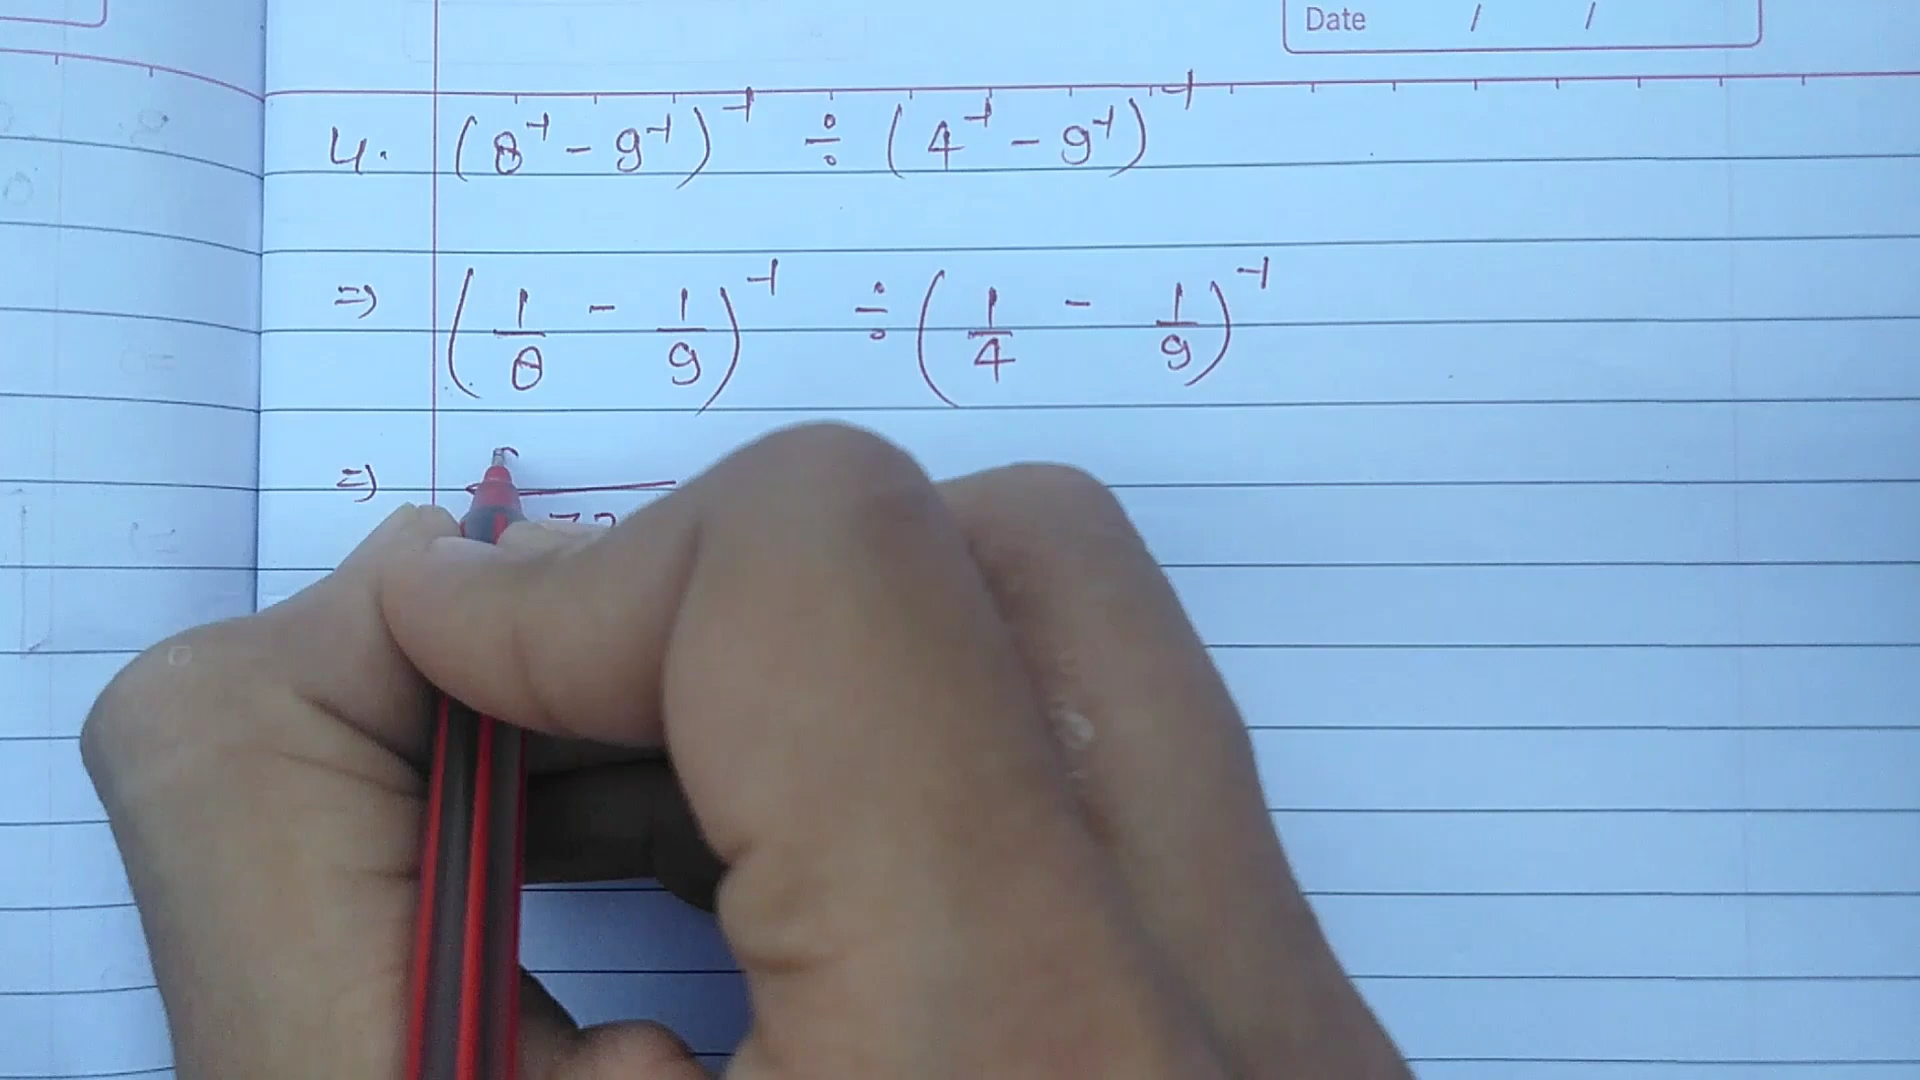 Date / /
4. (8⁻¹ - 9⁻¹)⁻¹ ÷ (4⁻¹ - 9⁻¹)⁻¹
⇒ (1/8 - 1/9)⁻¹ ÷ (1/4 - 1/9)⁻¹
⇒ 72